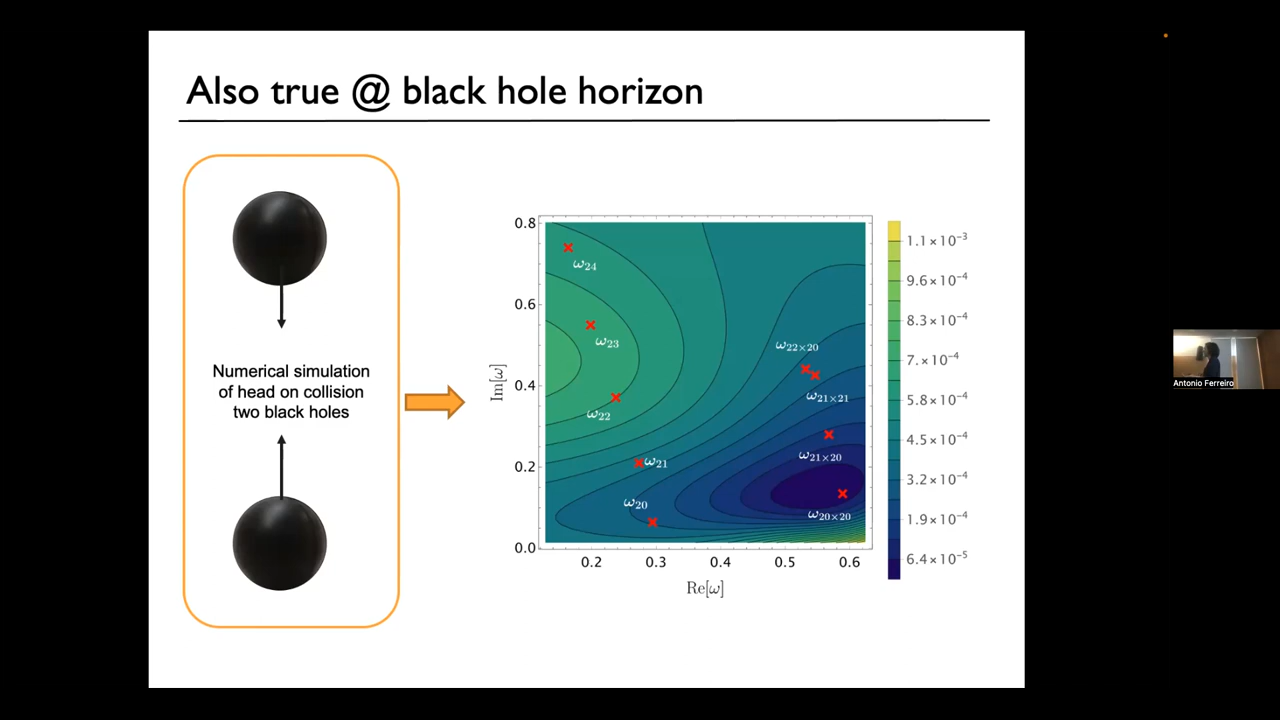 Also true @ black hole horizon
Numerical simulation
of head on collision
two black holes
0.8
0.6
0.4
0.2
0.0
Im[ω]
0.2
0.3
0.4
0.5
0.6
Re[ω]
ω₂₄
ω₂₃
ω₂₂
ω₂₁
ω₂₀
ω₂₂×₂₀
ω₂₁×₂₁
ω₂₁×₂₀
ω₂₀×₂₀
1.1×10⁻³
9.6×10⁻⁴
8.3×10⁻⁴
7.×10⁻⁴
5.8×10⁻⁴
4.5×10⁻⁴
3.2×10⁻⁴
1.9×10⁻⁴
6.4×10⁻⁵
Antonio Ferreiro